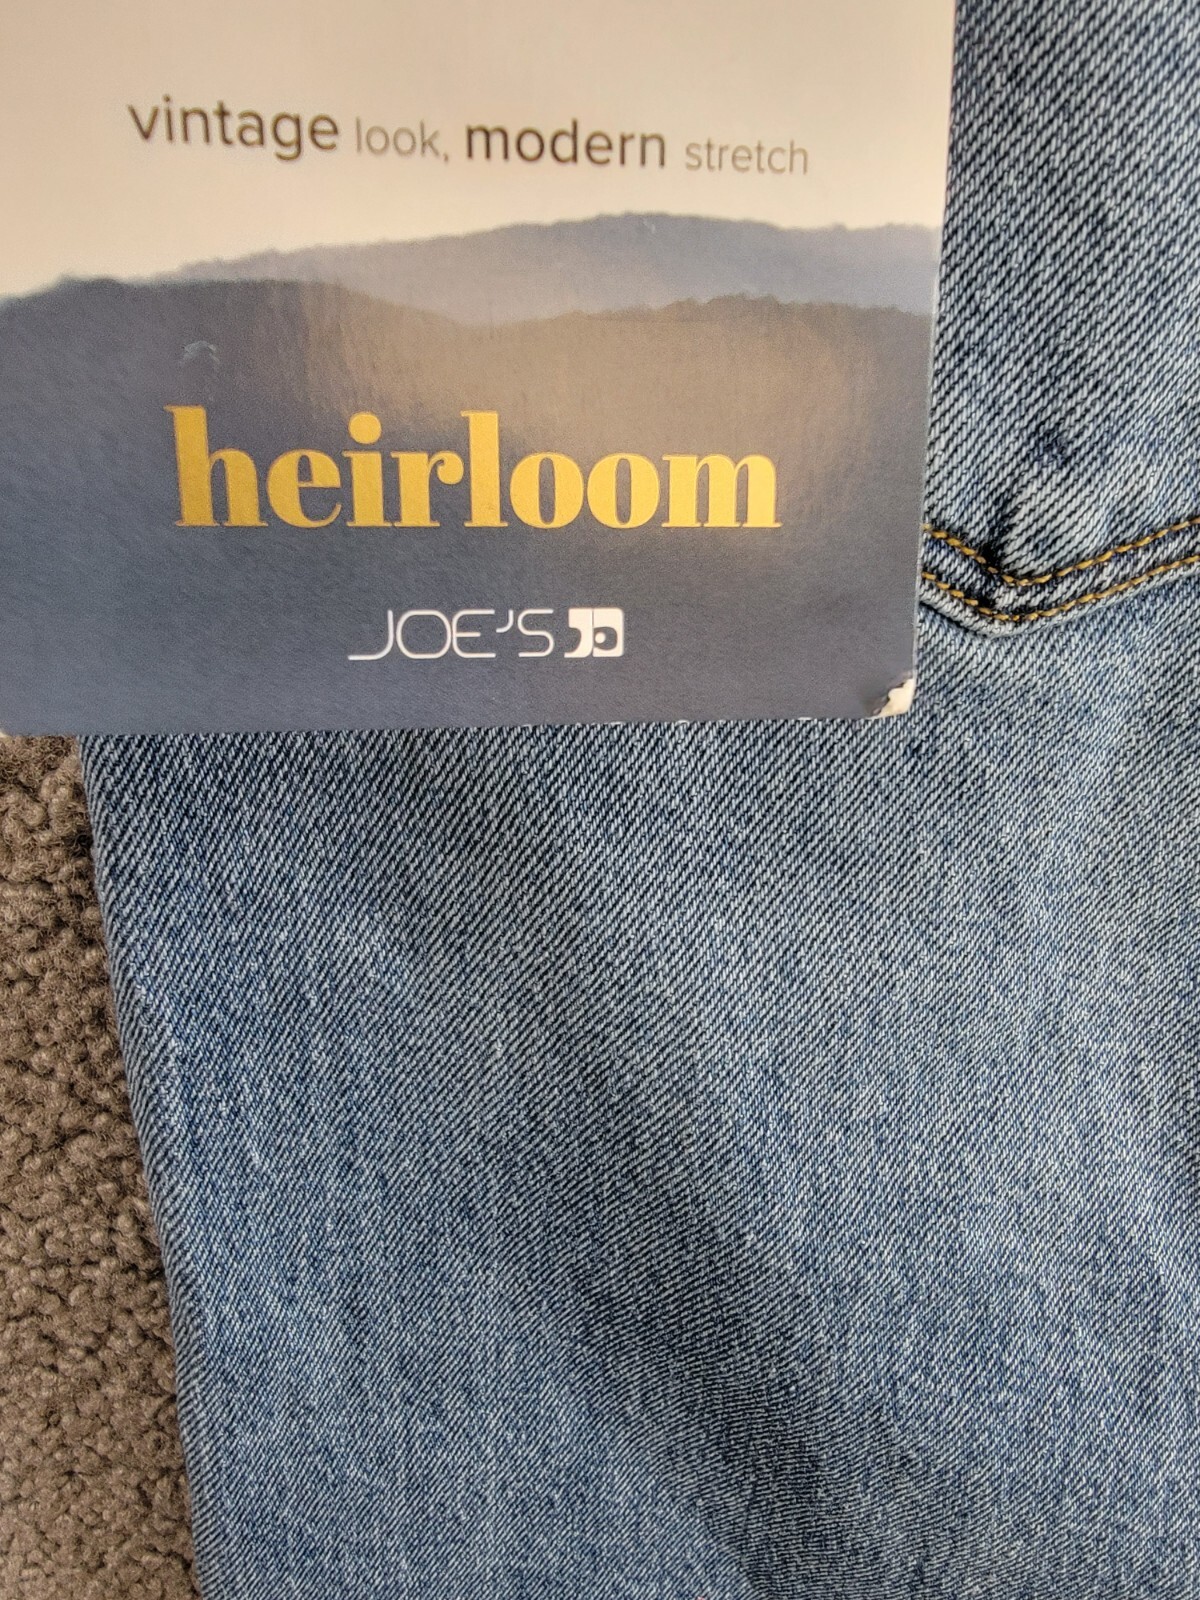 vintage look, modern stretch
heirloom
JOE'S